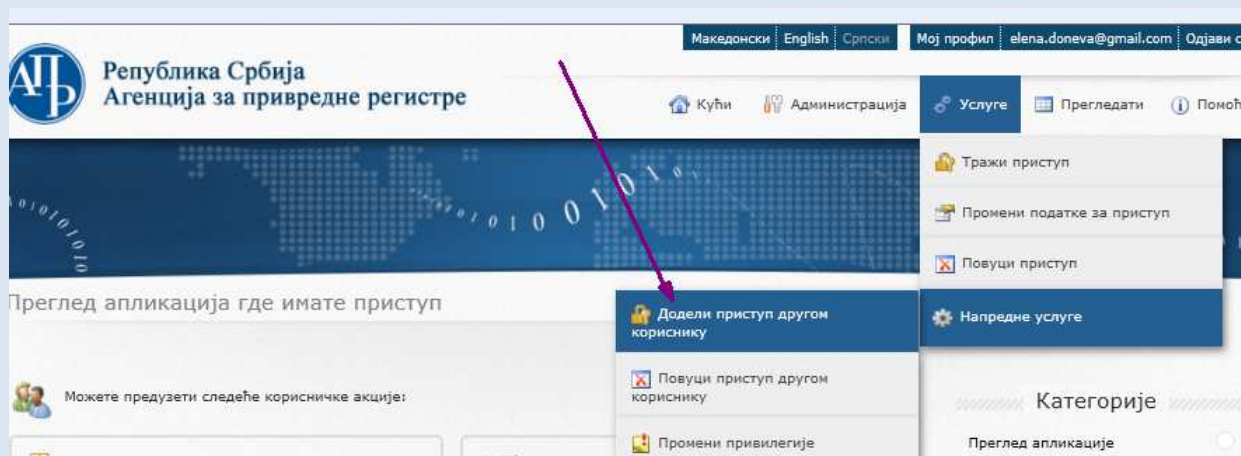 Македонски English Српски Мој профил elena.doneva@gmail.com Одјави
АПР
Република Србија
Агенција за привредне регистре
Кући Администрација Услуге Прегледати Помоћ
Тражи приступ
Промени податке за приступ
Повуци приступ
Напредне услуге
Додели приступ другом
кориснику
Повуци приступ другом
кориснику
Промени привилегије
Преглед апликација где имате приступ
Можете предузети следеће корисничке акције:
Категорије
Преглед апликације